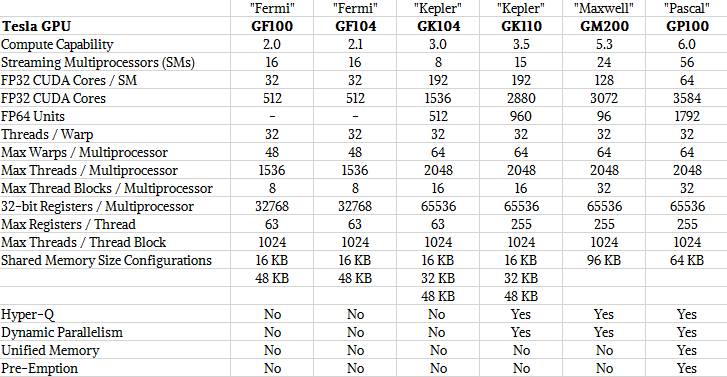 "Fermi" "Fermi" "Kepler" "Kepler" "Maxwell" "Pascal"
Tesla GPU GF100 GF104 GK104 GK110 GM200 GP100
Compute Capability 2.0 2.1 3.0 3.5 5.3 6.0
Streaming Multiprocessors (SMs) 16 16 8 15 24 56
FP32 CUDA Cores / SM 32 32 192 192 128 64
FP32 CUDA Cores 512 512 1536 2880 3072 3584
FP64 Units - - 512 960 96 1792
Threads / Warp 32 32 32 32 32 32
Max Warps / Multiprocessor 48 48 64 64 64 64
Max Threads / Multiprocessor 1536 1536 2048 2048 2048 2048
Max Thread Blocks / Multiprocessor 8 8 16 16 32 32
32-bit Registers / Multiprocessor 32768 32768 65536 65536 65536 65536
Max Registers / Thread 63 63 63 255 255 255
Max Threads / Thread Block 1024 1024 1024 1024 1024 1024
Shared Memory Size Configurations 16 KB 16 KB 16 KB 16 KB 96 KB 64 KB
48 KB 48 KB 32 KB 32 KB
48 KB 48 KB
Hyper-Q No No No Yes Yes Yes
Dynamic Parallelism No No No Yes Yes Yes
Unified Memory No No No No No Yes
Pre-Emption No No No No No Yes